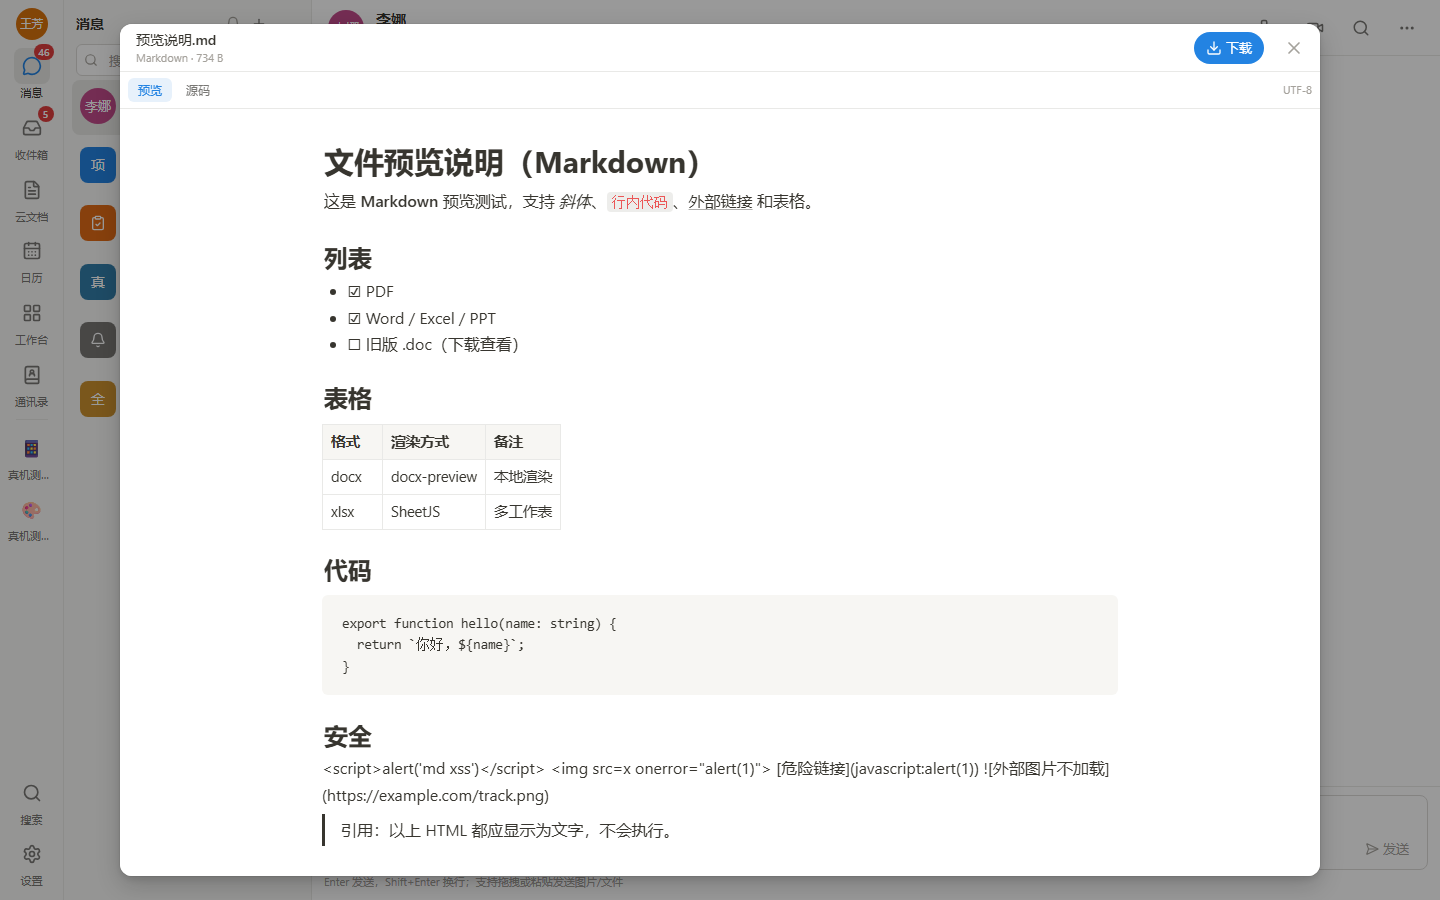 王芳
消息
李娜
46
消息
搜
预览说明.md
Markdown · 734 B
下载
预览
源码
UTF-8
李娜
5
收件箱
项
云文档
日历
真
工作台
通讯录
全
真机测...
真机测...
搜索
设置
文件预览说明（Markdown）
这是 Markdown 预览测试，支持 斜体、 行内代码 、外部链接 和表格。
列表
• ☑ PDF
• ☑ Word / Excel / PPT
• ☐ 旧版 .doc（下载查看）
表格
格式 渲染方式 备注
docx docx-preview 本地渲染
xlsx SheetJS 多工作表
代码
export function hello(name: string) {
  return `你好，${name}`;
}
安全
<script>alert('md xss')</script> <img src=x onerror="alert(1)"> [危险链接](javascript:alert(1)) ![外部图片不加载]
(https://example.com/track.png)
引用：以上 HTML 都应显示为文字，不会执行。
发送
Enter 发送，Shift+Enter 换行；支持拖拽或粘贴发送图片/文件